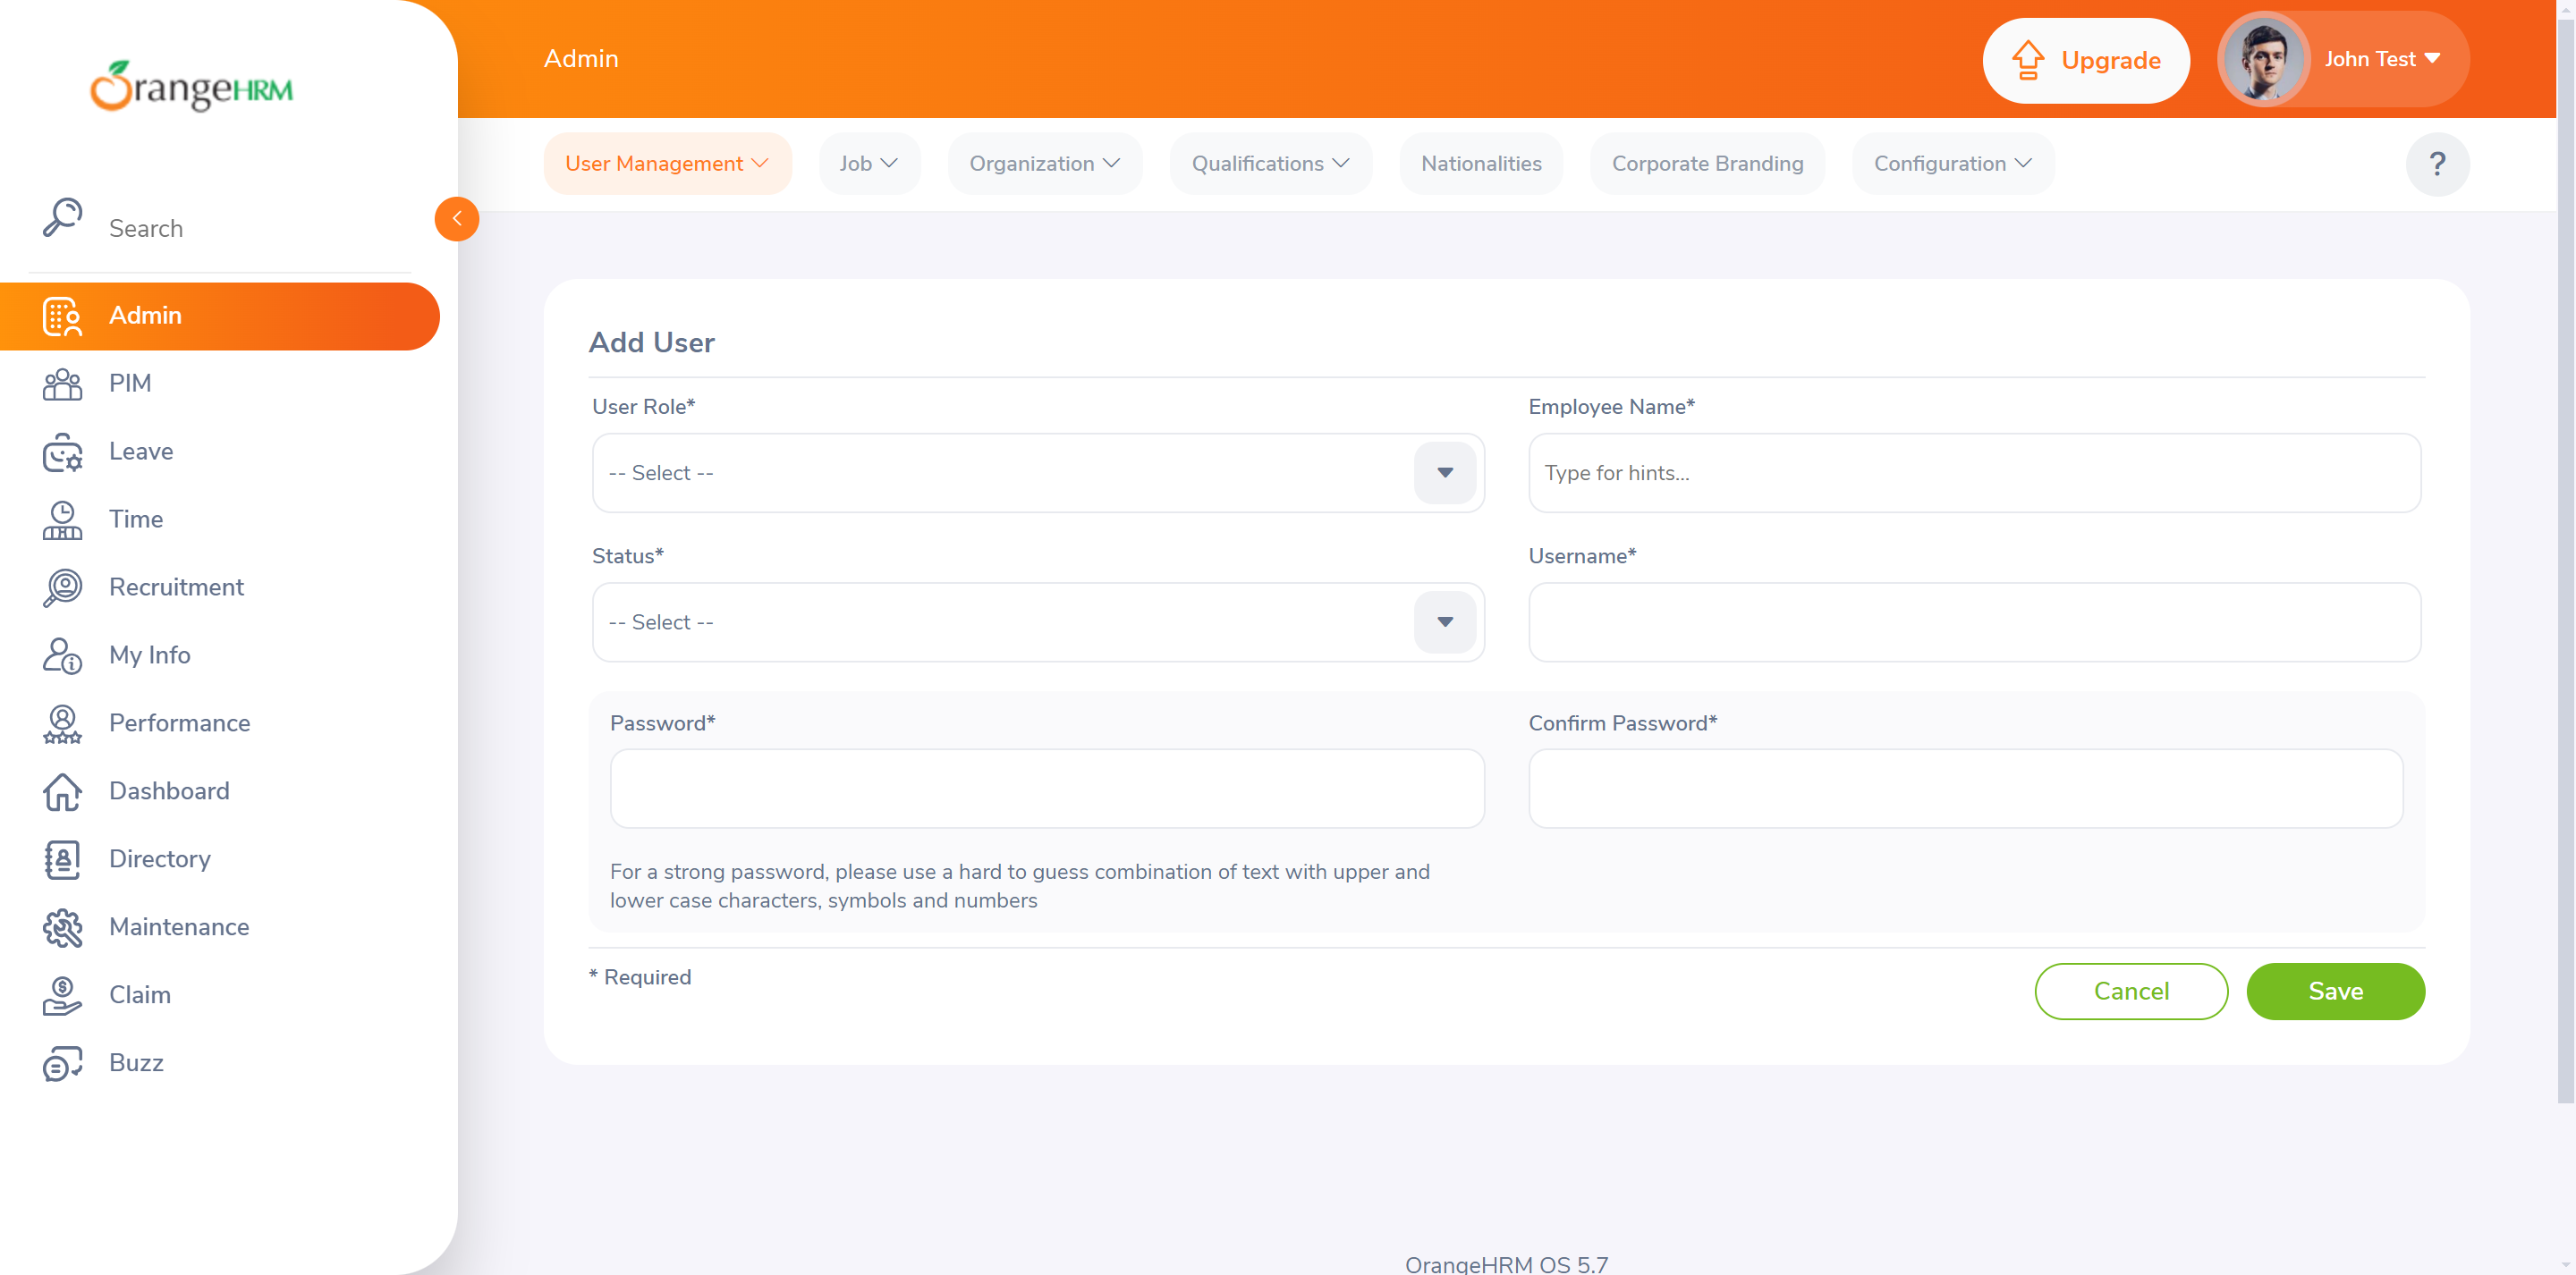 OrangeHRM
Search
Admin
PIM
Leave
Time
Recruitment
My Info
Performance
Dashboard
Directory
Maintenance
Claim
Buzz
Admin
Upgrade
John Test
User Management
Job
Organization
Qualifications
Nationalities
Corporate Branding
Configuration
?
Add User
User Role*
Employee Name*
-- Select --
Type for hints...
Status*
Username*
-- Select --
Password*
Confirm Password*
For a strong password, please use a hard to guess combination of text with upper and
lower case characters, symbols and numbers
* Required
Cancel
Save
OrangeHRM OS 5.7